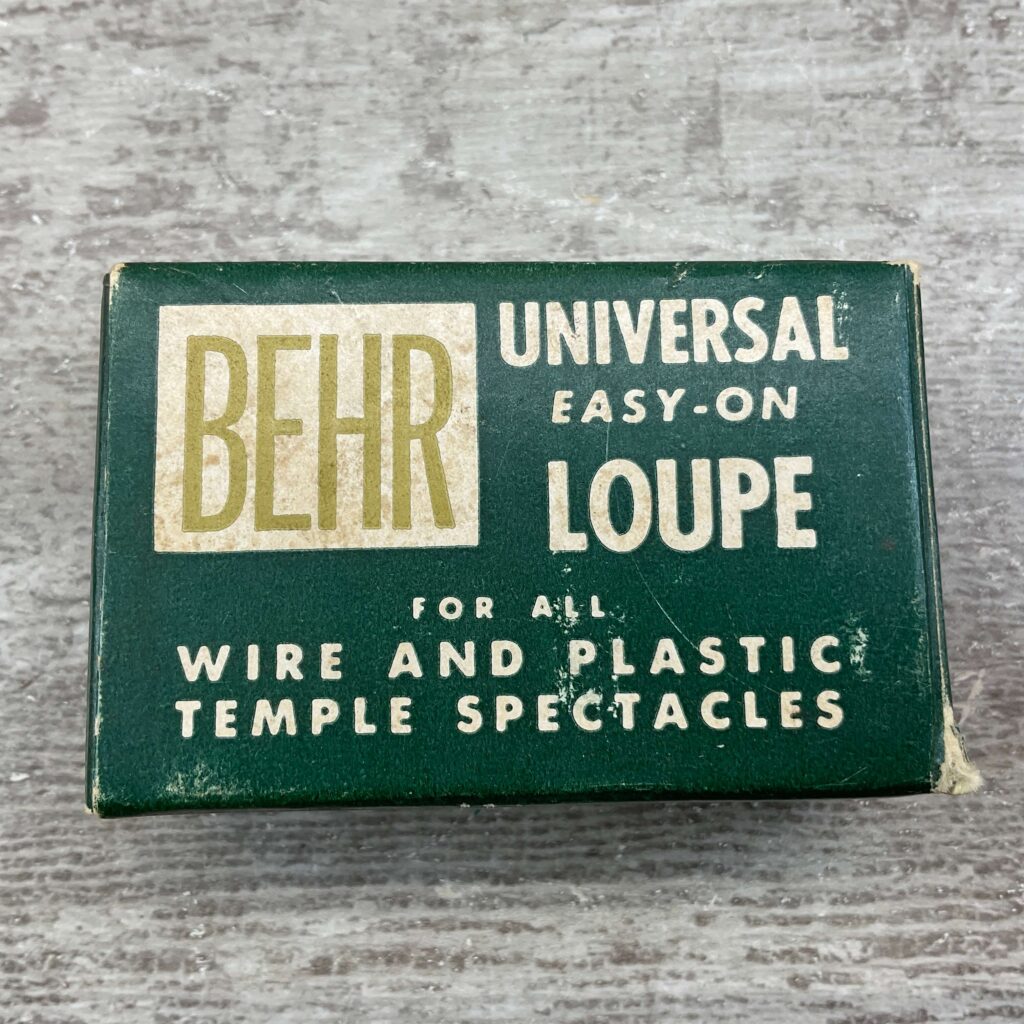 BEHR
UNIVERSAL
EASY-ON
LOUPE
FOR ALL
WIRE AND PLASTIC
TEMPLE SPECTACLES